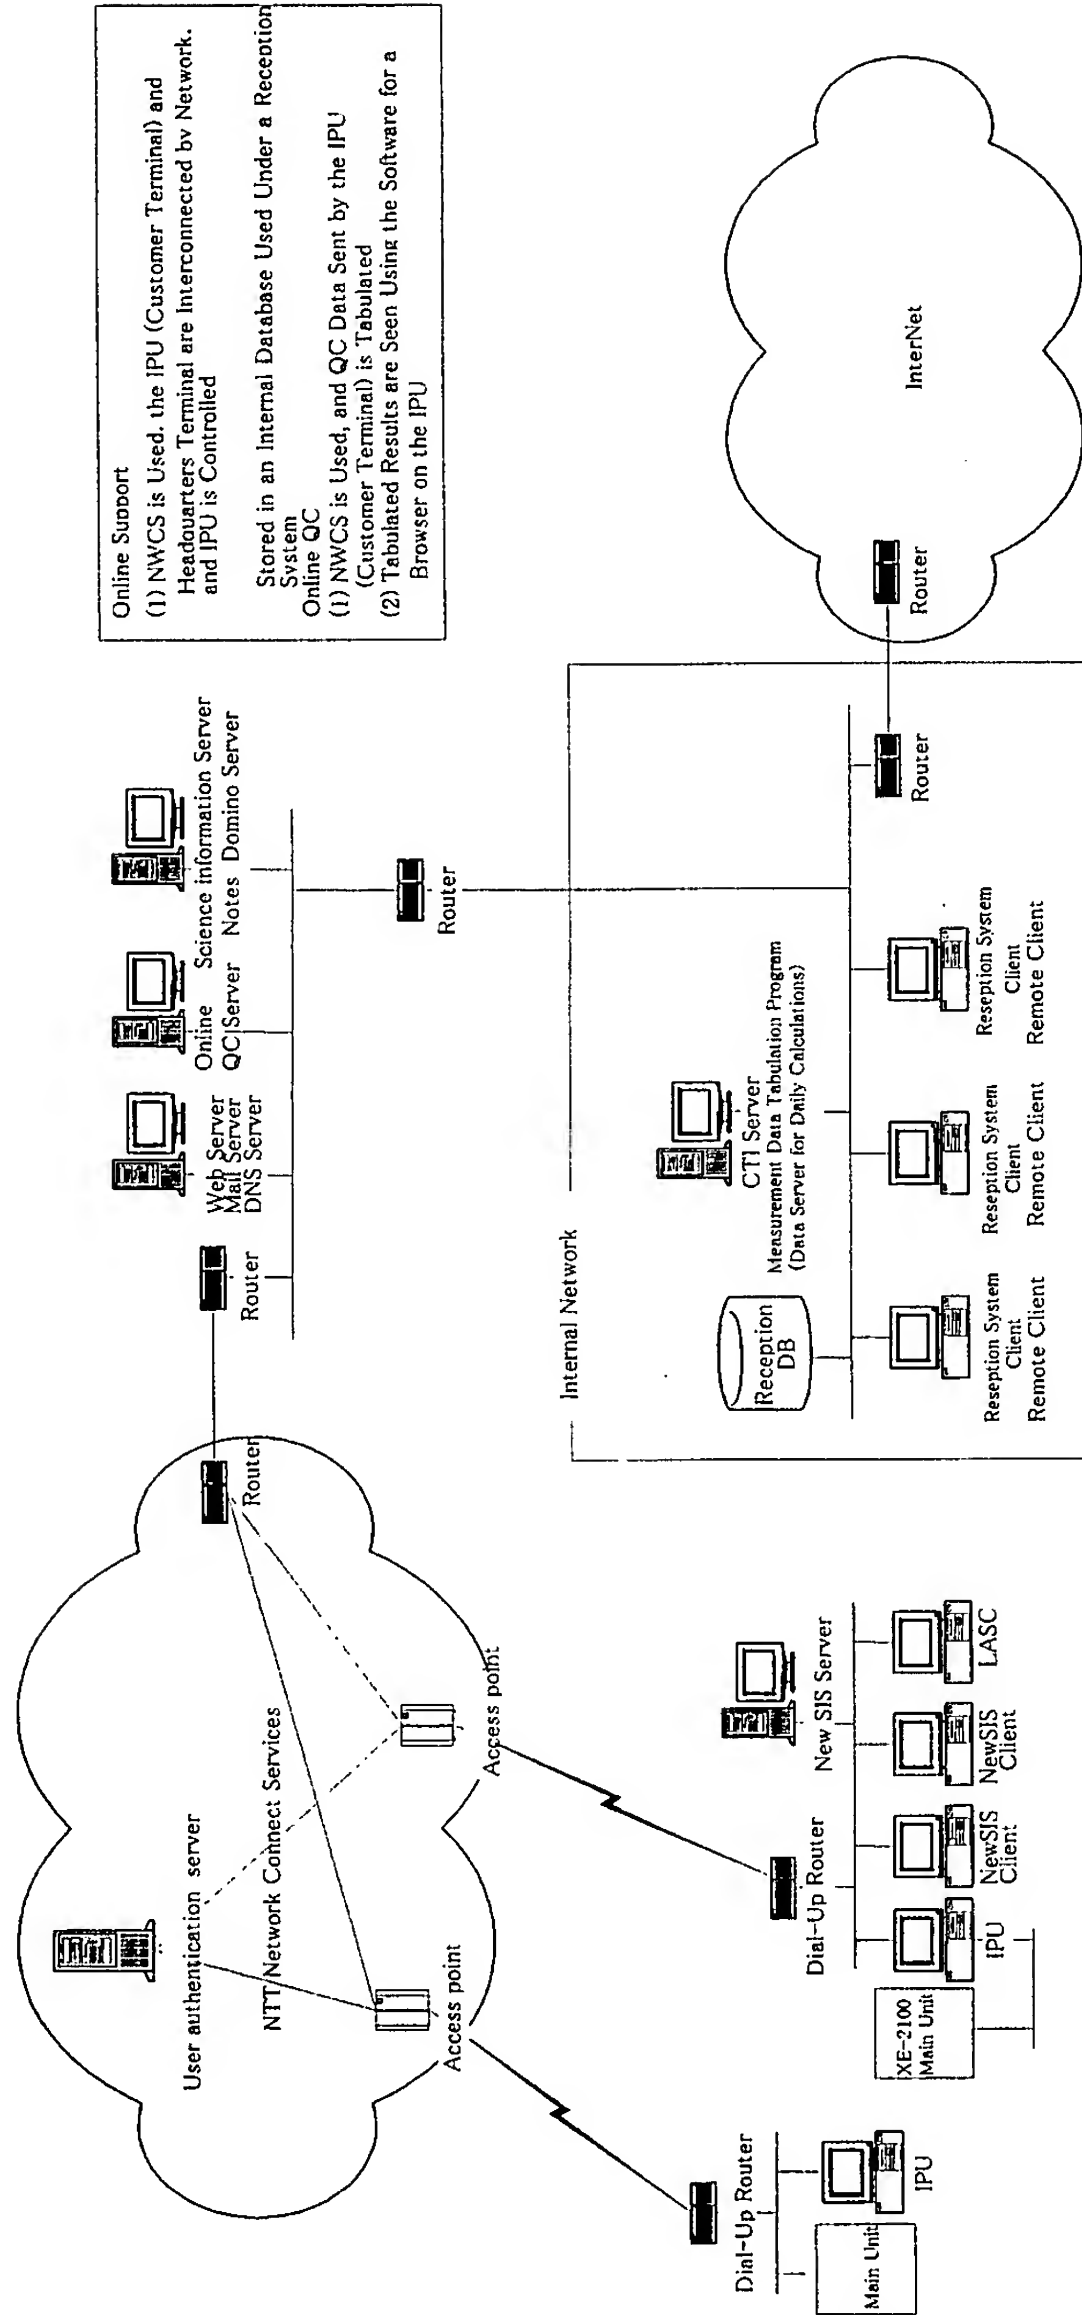 Online Support
(1) NWCS is Used. the IPU (Customer Terminal) and
Headquarters Terminal are Interconnected by Network.
and IPU is Controlled
Stored in an Internal Database Used Under a Reception
System
Online QC
(1) NWCS is Used, and QC Data Sent by the IPU
(Customer Terminal) is Tabulated
(2) Tabulated Results are Seen Using the Software for a
Browser on the IPU
User authentication server
NTT Network Connect Services
Access point
Access point
Router
Router
Web Server
Mail Server
DNS Server
Online
QC Server
Science information Server
Notes Domino Server
Router
Internal Network
Reception
DB
CTI Server
Mensurement Data Tabulation Program
(Data Server for Daily Calculations)
Reseption System
Client
Remote Client
Reseption System
Client
Remote Client
Reseption System
Client
Remote Client
Router
Router
InterNet
Dial-Up Router
Main Unit
IPU
Dial-Up Router
New SIS Server
XE-2100
Main Unit
IPU
NewSIS
Client
NewSIS
Client
LASC